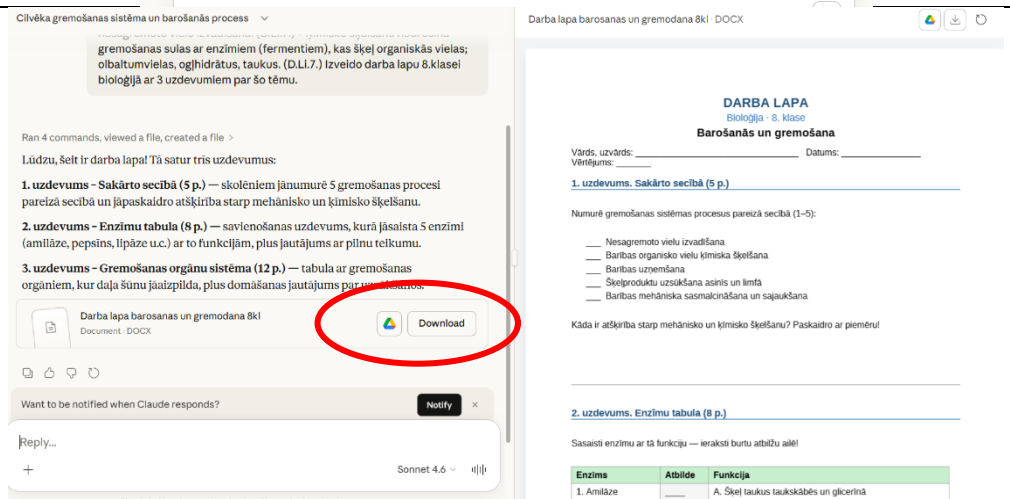 Cilvēka gremošanas sistēma un barošanās process
gremošanas sulas ar enzīmiem (fermentiem), kas šķeļ organiskās vielas;
olbaltumvielas, ogļhidrātus, taukus. (D.Li.7.) Izveido darba lapu 8.klasei
bioloģijā ar 3 uzdevumiem par šo tēmu.
Ran 4 commands, viewed a file, created a file
Lūdzu, šeit ir darba lapa! Tā satur trīs uzdevumus:
1. uzdevums – Sakārto secībā (5 p.) — skolēniem jānumurē 5 gremošanas procesi
pareizā secībā un jāpaskaidro atšķirība starp mehānisko un ķīmisko šķelšanu.
2. uzdevums – Enzīmu tabula (8 p.) — savienošanas uzdevums, kurā jāsaista 5 enzīmi
(amilāze, pepsīns, lipāze u.c.) ar to funkcijām, plus jautājums ar pilnu teikumu.
3. uzdevums – Gremošanas orgānu sistēma (12 p.) — tabula ar gremošanas
orgāniem, kur daļa šūnu jāaizpilda, plus domāšanas jautājums par
Darba lapa barosanas un gremodana 8kl
Document · DOCX
Download
Want to be notified when Claude responds?
Notify
×
Reply...
+
Sonnet 4.6
Darba lapa barosanas un gremodana 8kl · DOCX
DARBA LAPA
Bioloģija · 8. klase
Barošanās un gremošana
Vārds, uzvārds: ____________ Datums: ____________
Vērtējums: ______
1. uzdevums. Sakārto secībā (5 p.)
Numurē gremošanas sistēmas procesus pareizā secībā (1–5):
___ Nesagremoto vielu izvadīšana
___ Barības organisko vielu ķīmiska šķelšana
___ Barības uzņemšana
___ Šķelproduktu uzsūkšana asinīs un limfā
___ Barības mehāniska sasmalcināšana un sajaukšana
Kāda ir atšķirība starp mehānisko un ķīmisko šķelšanu? Paskaidro ar piemēru!
2. uzdevums. Enzīmu tabula (8 p.)
Sasaisti enzīmu ar tā funkciju — ieraksti burtu atbilžu ailē!
Enzīms Atbilde Funkcija
1. Amilāze ____ A. Šķeļ taukus taukskābēs un glicerīnā